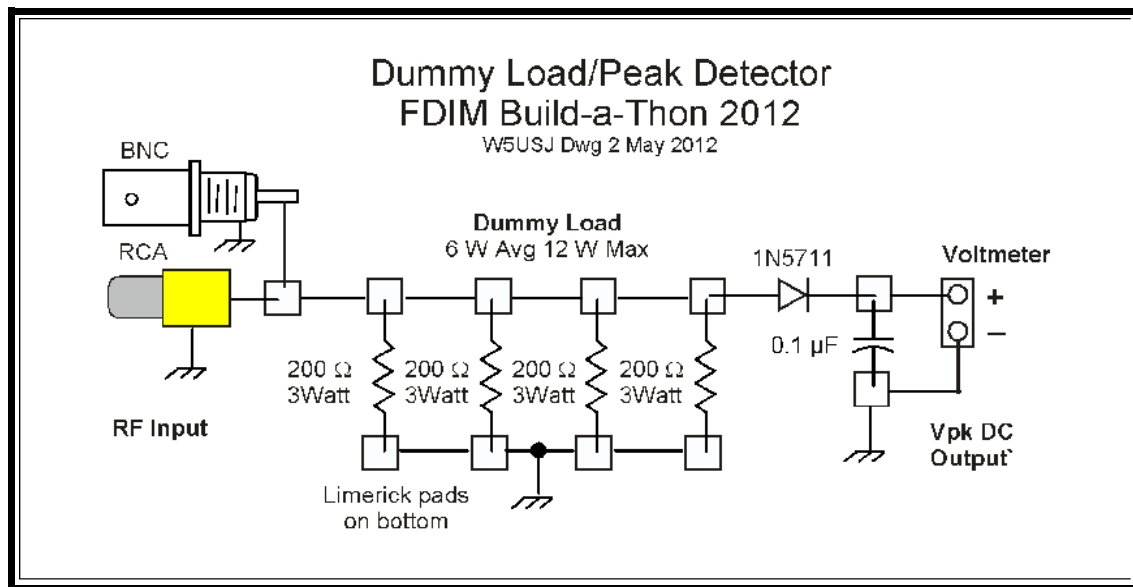 Dummy Load/Peak Detector
FDIM Build-a-Thon 2012
W5USJ Dwg 2 May 2012
BNC
RCA
RF Input
Dummy Load
6 W Avg 12 W Max
200 Ω
3Watt
200 Ω
3Watt
200 Ω
3Watt
200 Ω
3Watt
Limerick pads
on bottom
1N5711
0.1 µF
Voltmeter
+
–
Vpk DC
Output`